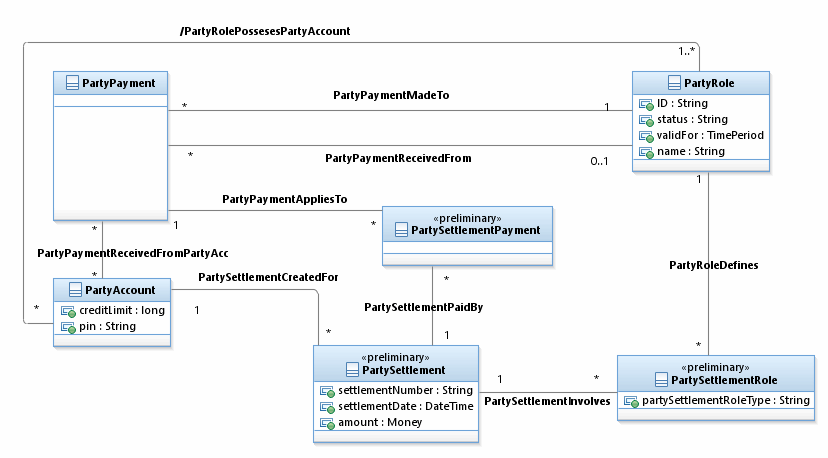 /PartyRolePossesesPartyAccount
1..*
PartyPayment
PartyRole
PartyPaymentMadeTo
*
1
ID : String
status : String
validFor : TimePeriod
name : String
*
PartyPaymentReceivedFrom
0..1
PartyPaymentAppliesTo
1
*
1
«preliminary»
PartySettlementPayment
*
PartyPaymentReceivedFromPartyAcc
PartyRoleDefines
*
PartySettlementCreatedFor
*
PartyAccount
creditLimit : long
pin : String
*
1
PartySettlementPaidBy
*
1
*
«preliminary»
PartySettlement
«preliminary»
PartySettlementRole
settlementNumber : String
settlementDate : DateTime
amount : Money
1
*
PartySettlementInvolves
partySettlementRoleType : String